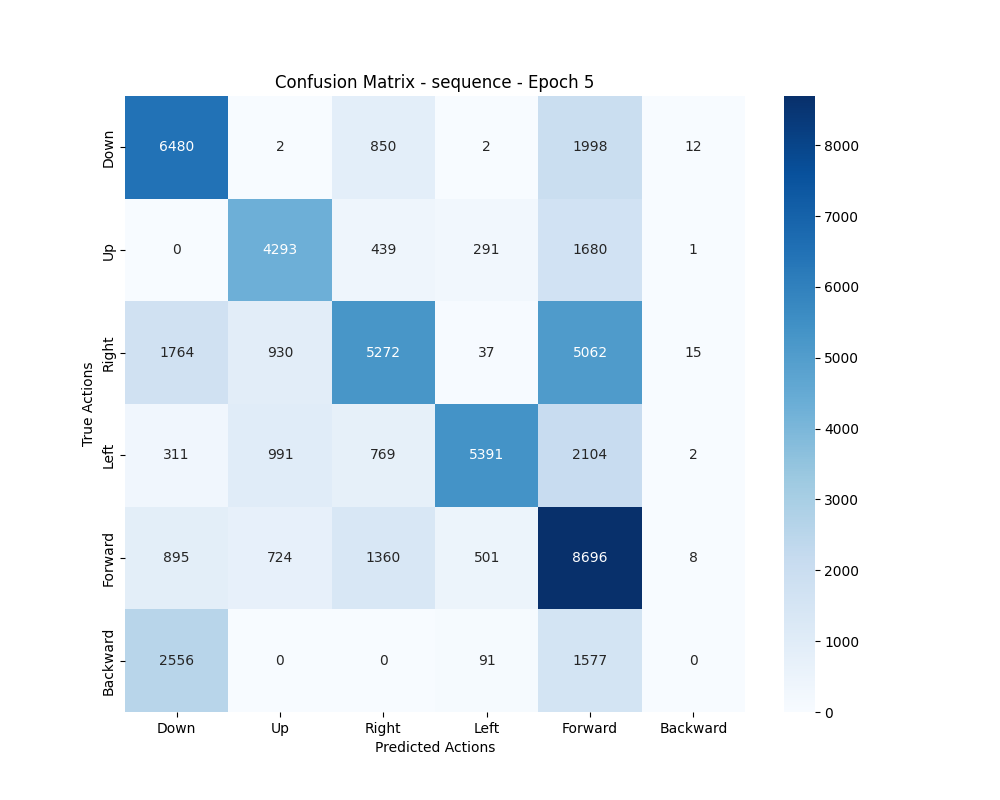 Confusion Matrix - sequence - Epoch 5
True Actions
Down 6480 2 850 2 1998 12
Up 0 4293 439 291 1680 1
Right 1764 930 5272 37 5062 15
Left 311 991 769 5391 2104 2
Forward 895 724 1360 501 8696 8
Backward 2556 0 0 91 1577 0
Down Up Right Left Forward Backward
Predicted Actions
8000
7000
6000
5000
4000
3000
2000
1000
0